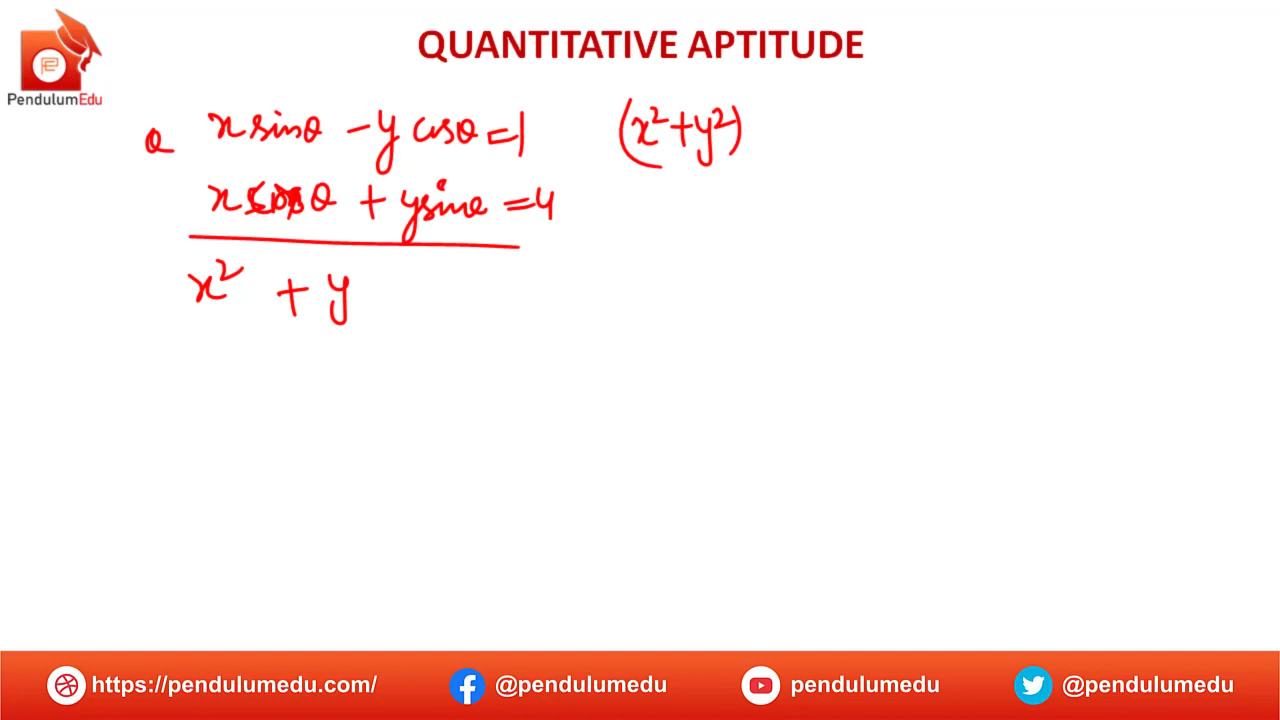 QUANTITATIVE APTITUDE
PendulumEdu
Q x sinθ - y cosθ = 1 (x² + y²)
x cosθ + y sinθ = 4
x² + y
https://pendulumedu.com/ @pendulumedu pendulumedu @pendulumedu